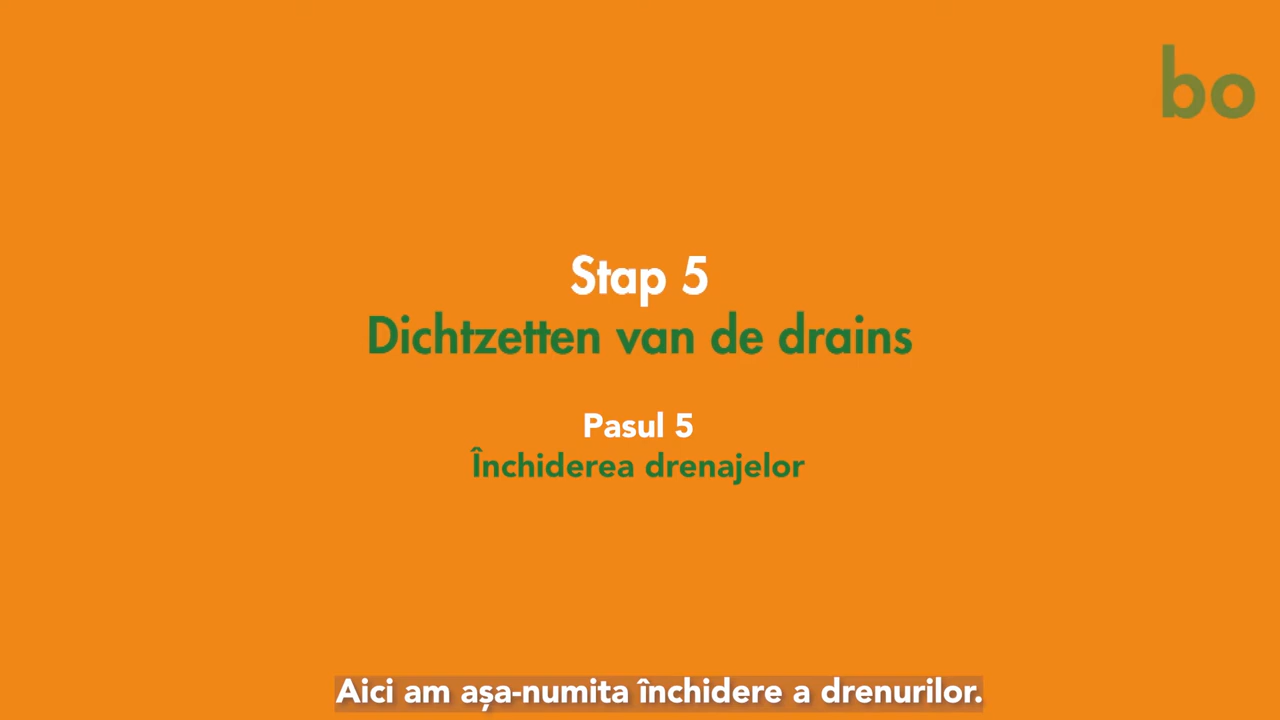 bo
Stap 5
Dichtzetten van de drains
Pasul 5
Închiderea drenajelor
Aici am așa-numita închidere a drenurilor.